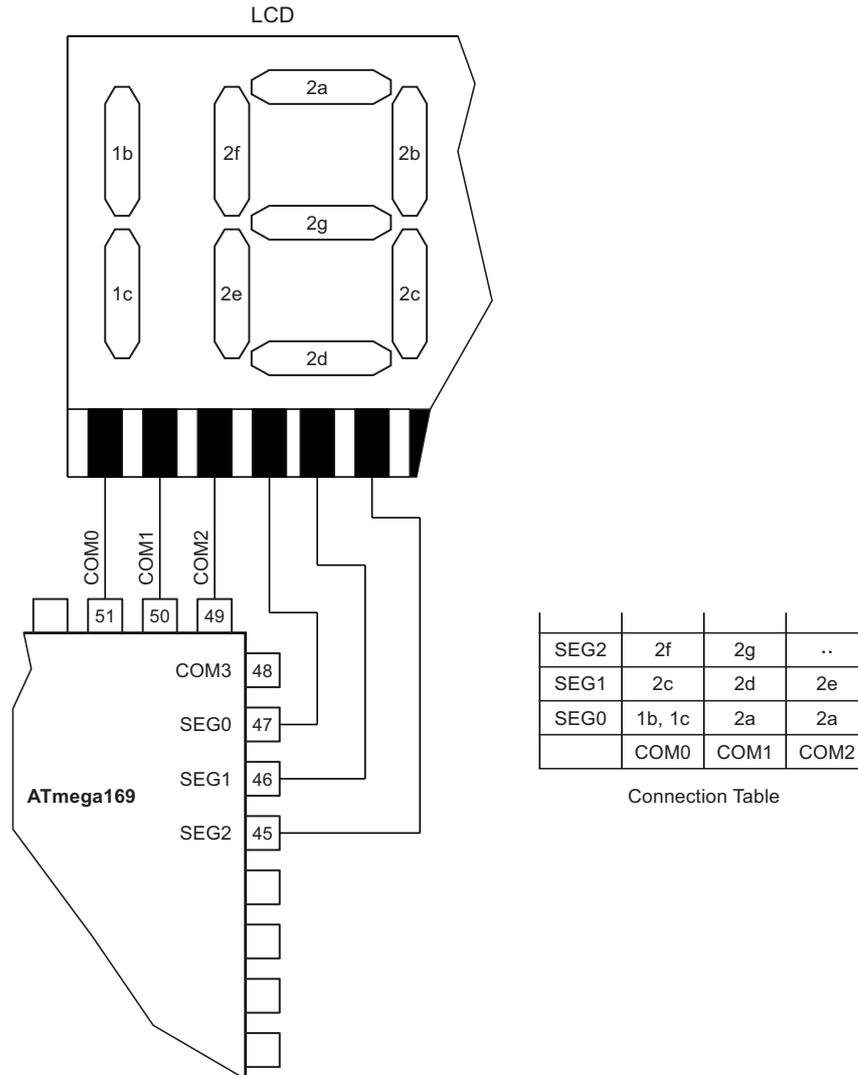 LCD
2a
1b 2f 2b
2g
1c 2e 2c
2d
COM0 COM1 COM2
51 50 49
COM3 48
SEG0 47
SEG1 46
ATmega169
SEG2 45
SEG2 2f 2g ..
SEG1 2c 2d 2e
SEG0 1b, 1c 2a 2a
COM0 COM1 COM2
Connection Table